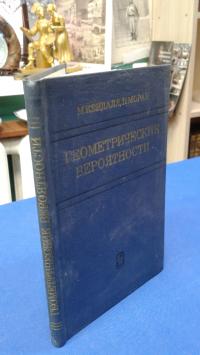 М. КЕНДАЛЛ, П. МОРАН
ГЕОМЕТРИЧЕСКИЕ
ВЕРОЯТНОСТИ
ГЕОМЕТРИЧЕСКИЕ ВЕРОЯТНОСТИ